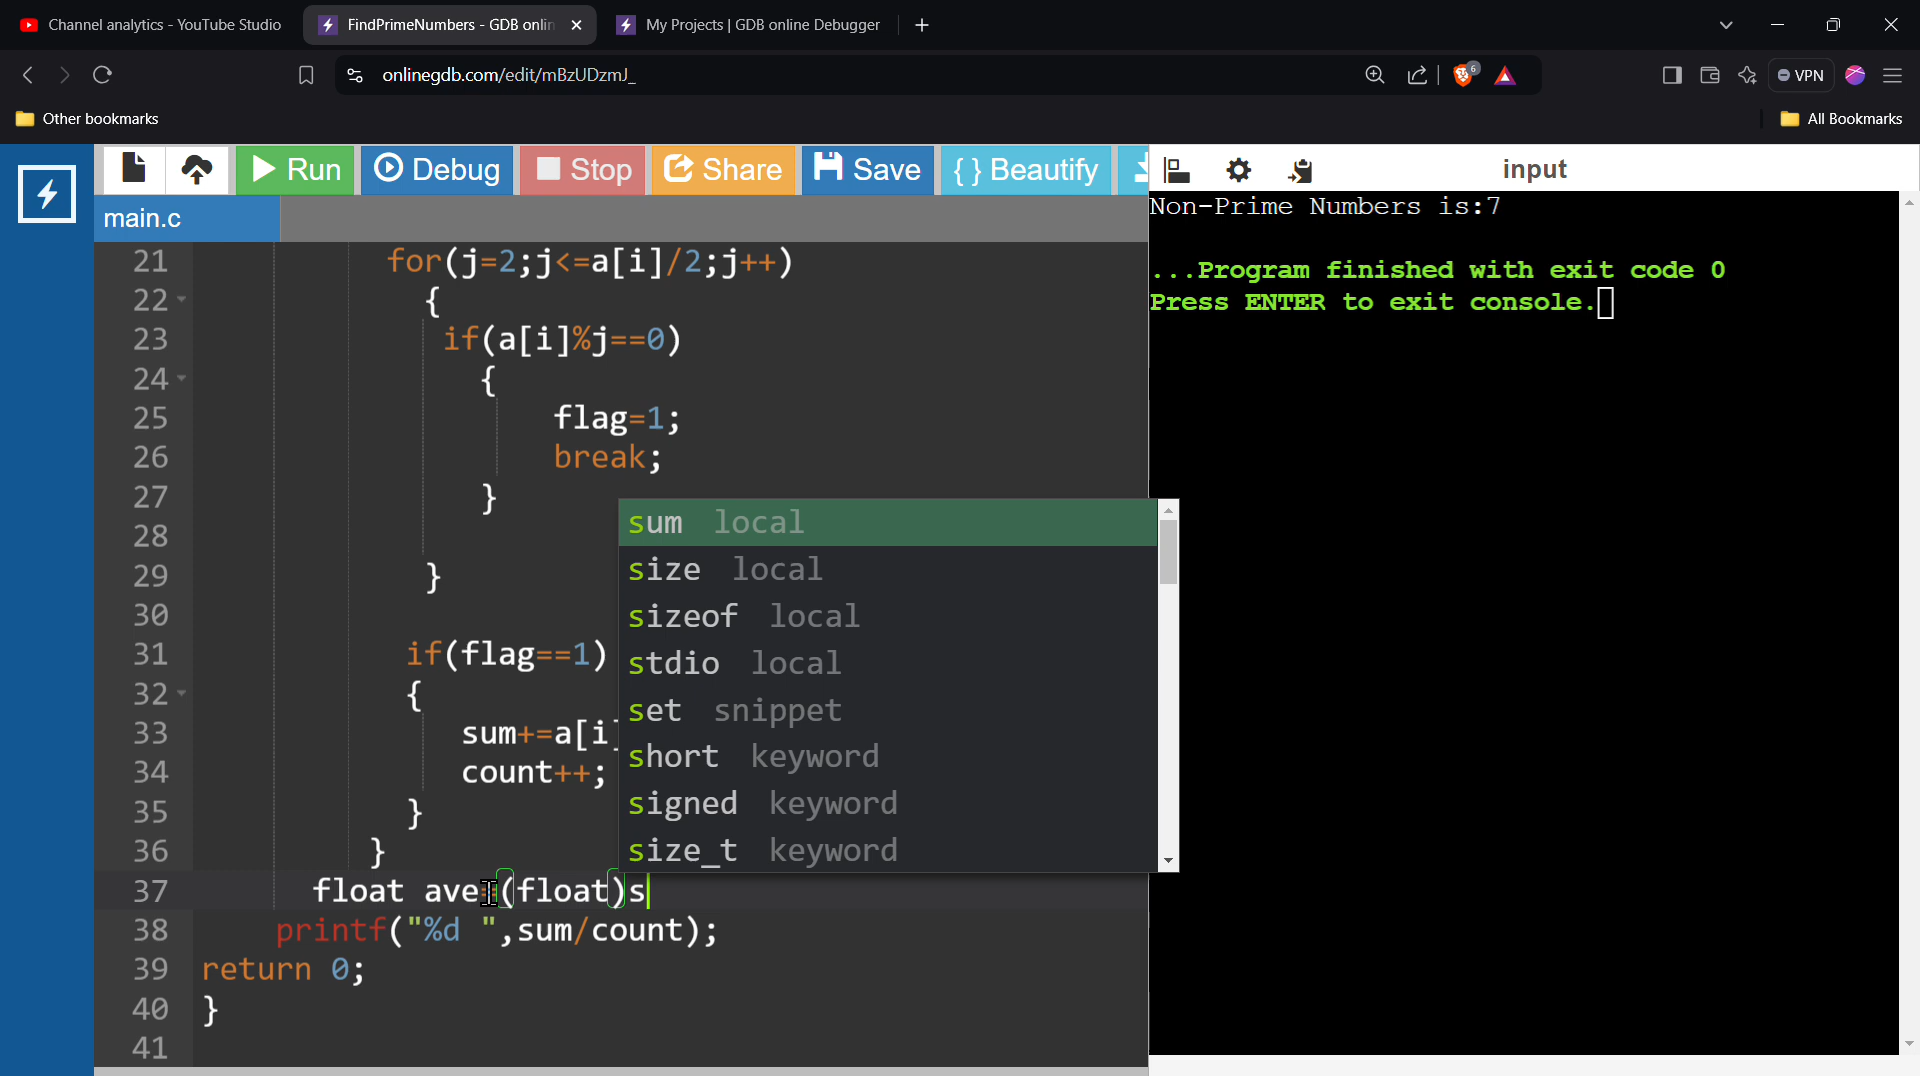 Channel analytics - YouTube Studio
FindPrimeNumbers - GDB onlin
My Projects | GDB online Debugger
onlinegdb.com/edit/mBzUDzmJ_
6
VPN
Other bookmarks
All Bookmarks
Run
Debug
Stop
Share
Save
{ } Beautify
input
main.c
Non-Prime Numbers is:7
...Program finished with exit code 0
Press ENTER to exit console.
21 for(j=2;j<=a[i]/2;j++)
22 {
23 if(a[i]%j==0)
24 {
25 flag=1;
26 break;
27 }
28
29 }
30
31 if(flag==1)
32 {
33 sum+=a[i]
34 count++;
35 }
36 }
37 float ave=(float)s
38 printf("%d ",sum/count);
39 return 0;
40 }
41
sum local
size local
sizeof local
stdio local
set snippet
short keyword
signed keyword
size_t keyword